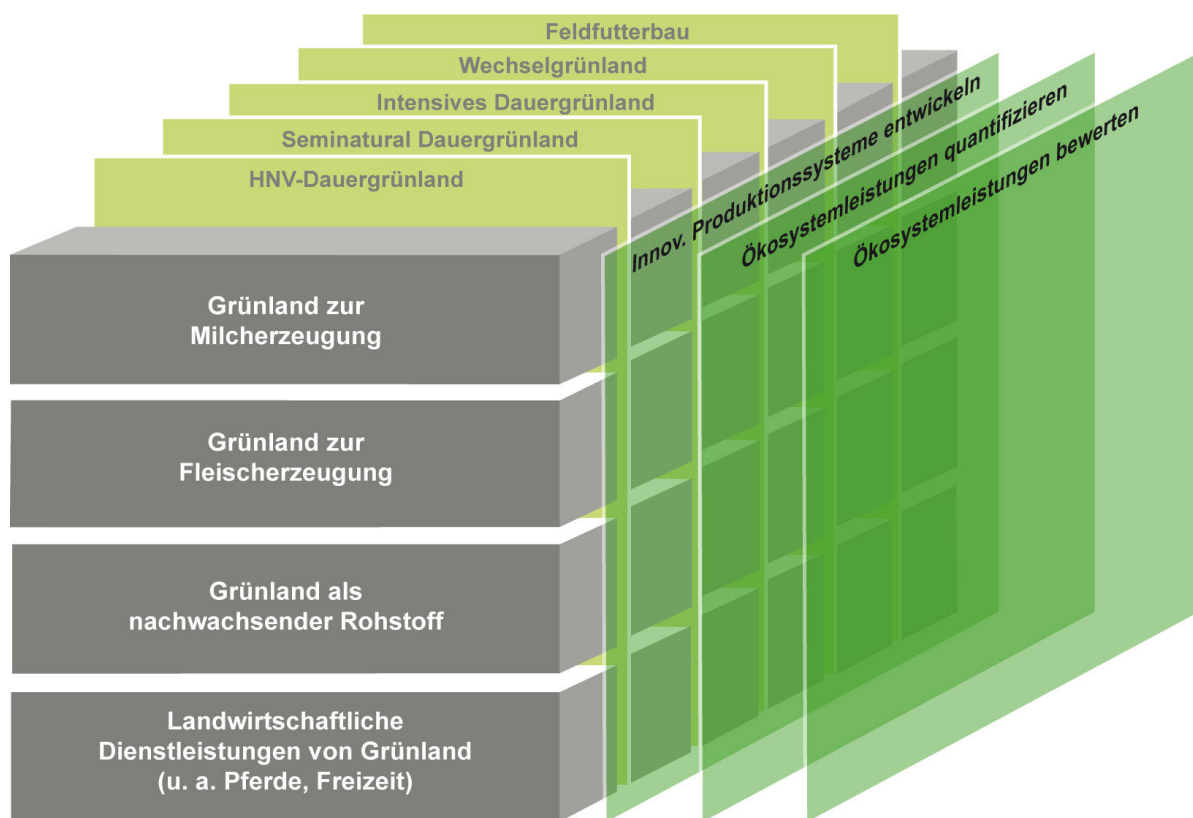 Feldfutterbau
Wechselgrünland
Intensives Dauergrünland
Seminatural Dauergrünland
HNV-Dauergrünland
Innov. Produktionssysteme entwickeln
Ökosystemleistungen quantifizieren
Ökosystemleistungen bewerten
Grünland zur
Milcherzeugung
Grünland zur
Fleischerzeugung
Grünland als
nachwachsender Rohstoff
Landwirtschaftliche
Dienstleistungen von Grünland
(u. a. Pferde, Freizeit)